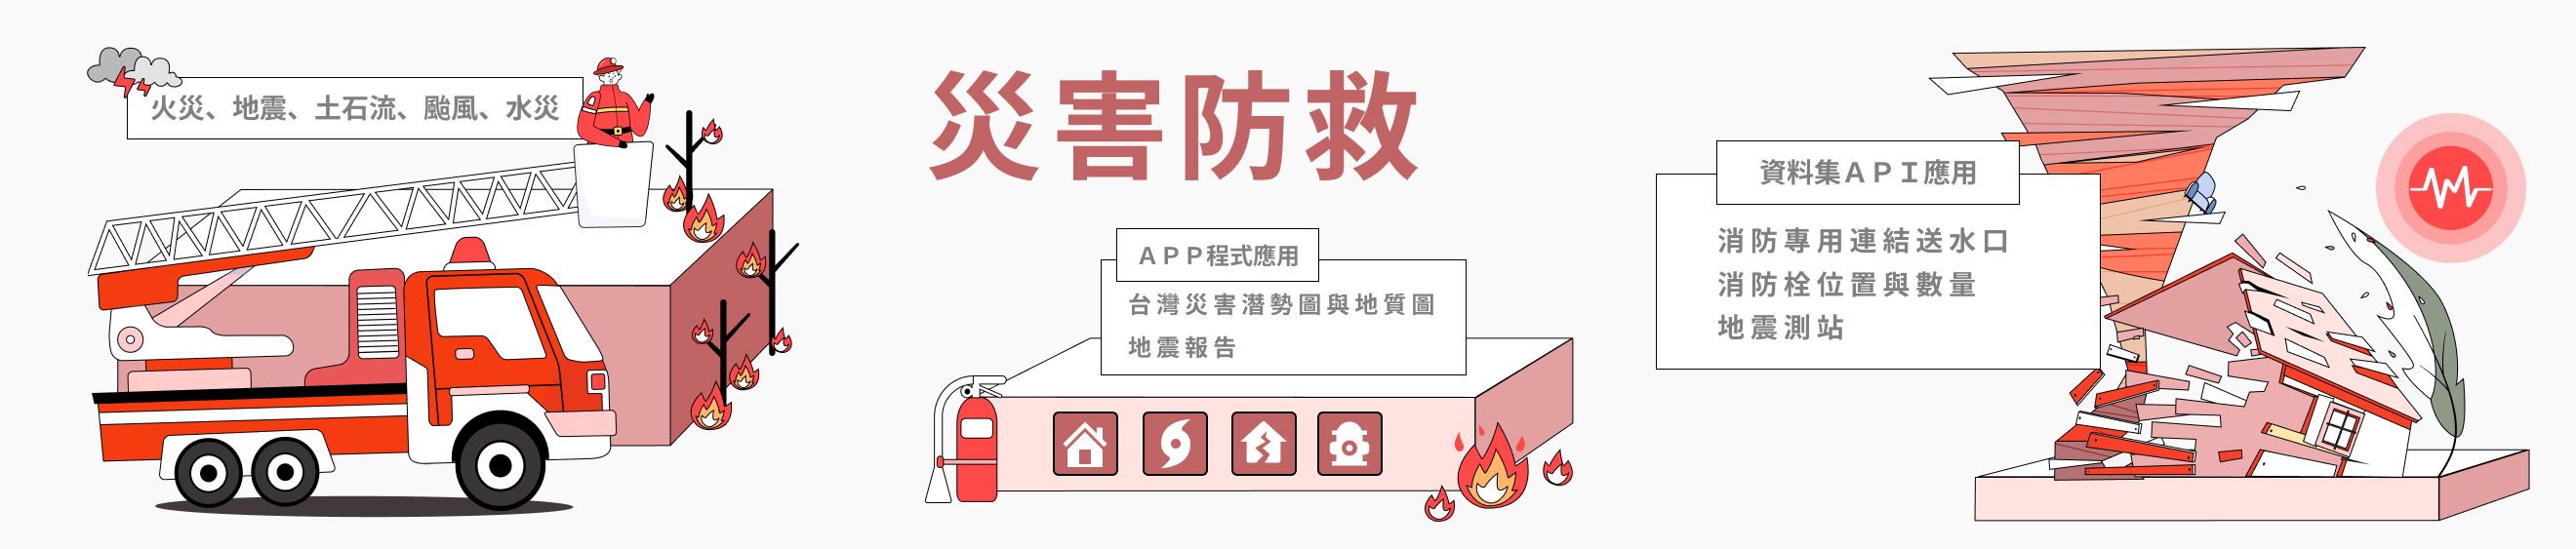 火災、地震、土石流、颱風、水災
災害防救
ＡＰＰ程式應用
台灣災害潛勢圖與地質圖
地震報告
資料集ＡＰＩ應用
消防專用連結送水口
消防栓位置與數量
地震測站